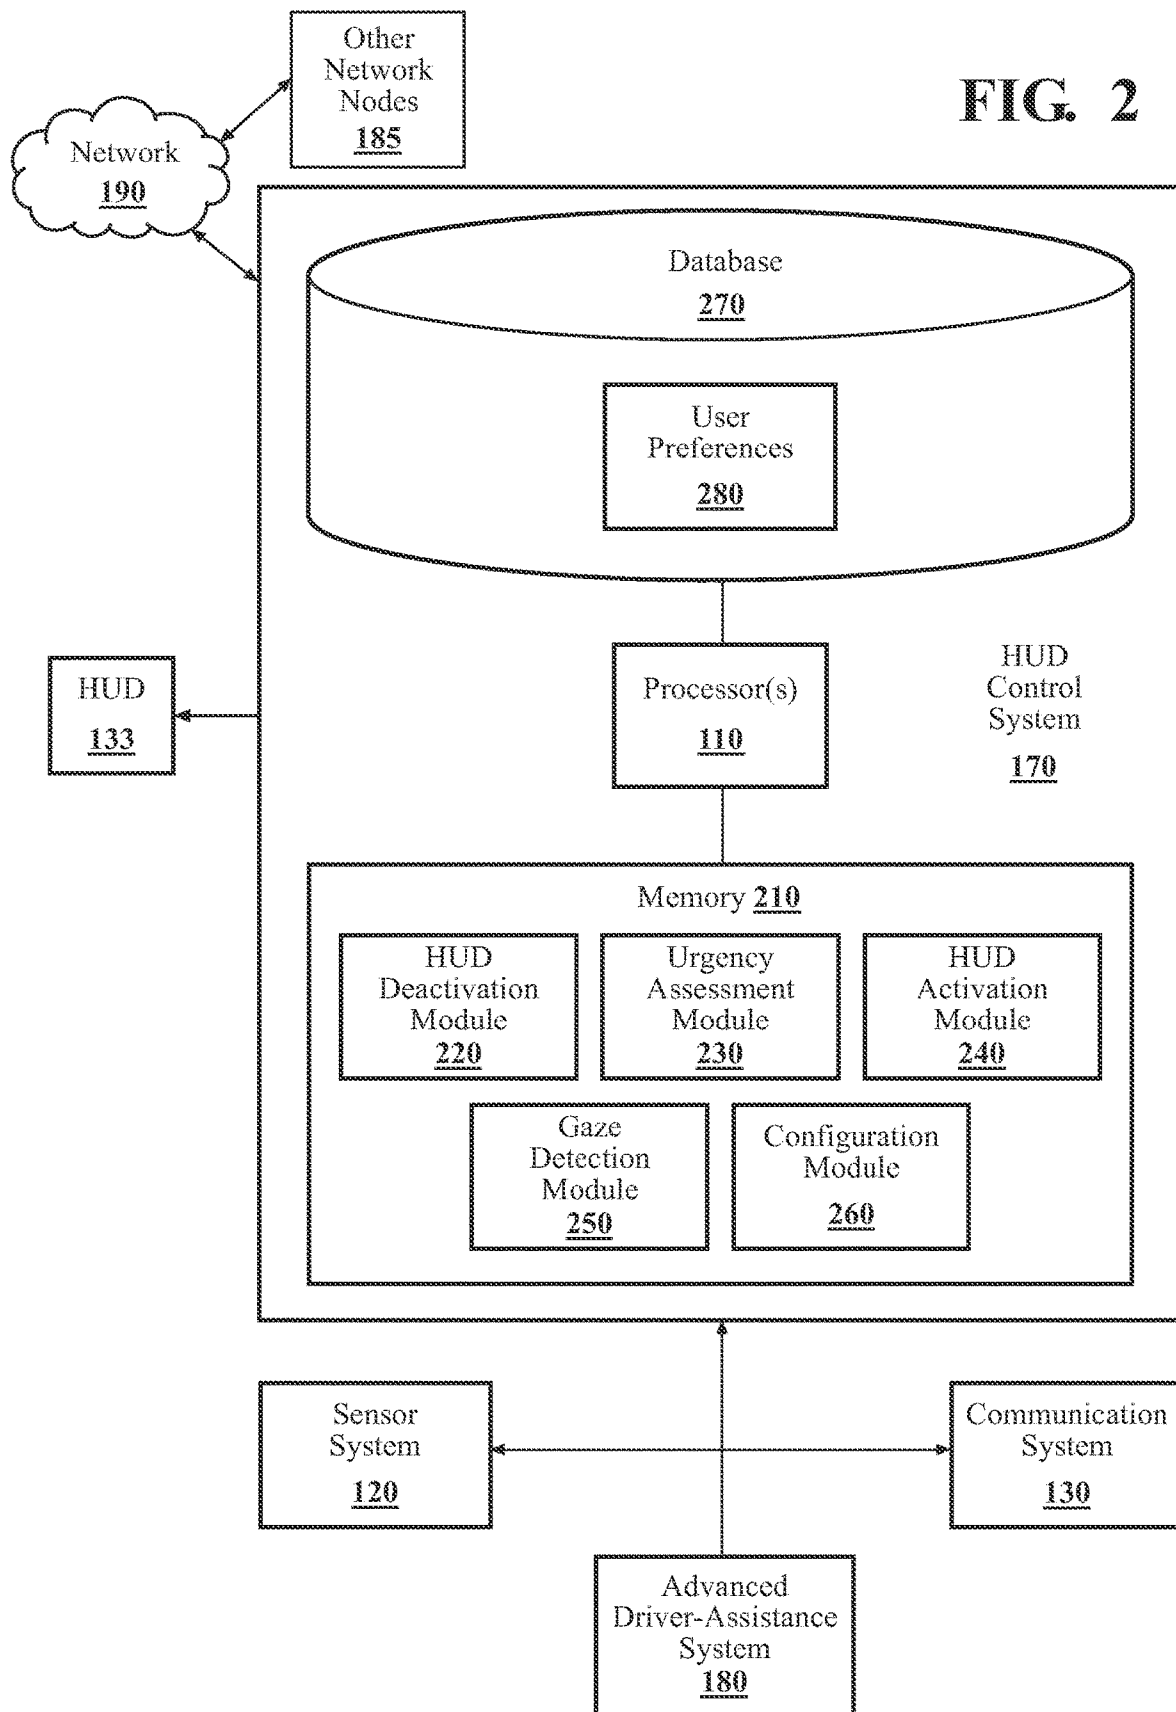 Other
Network
Nodes
185
FIG. 2
Network
190
Database
270
User
Preferences
280
HUD
133
Processor(s)
110
HUD
Control
System
170
Memory 210
HUD
Deactivation
Module
220
Urgency
Assessment
Module
230
HUD
Activation
Module
240
Gaze
Detection
Module
250
Configuration
Module
260
Sensor
System
120
Communication
System
130
Advanced
Driver-Assistance
System
180